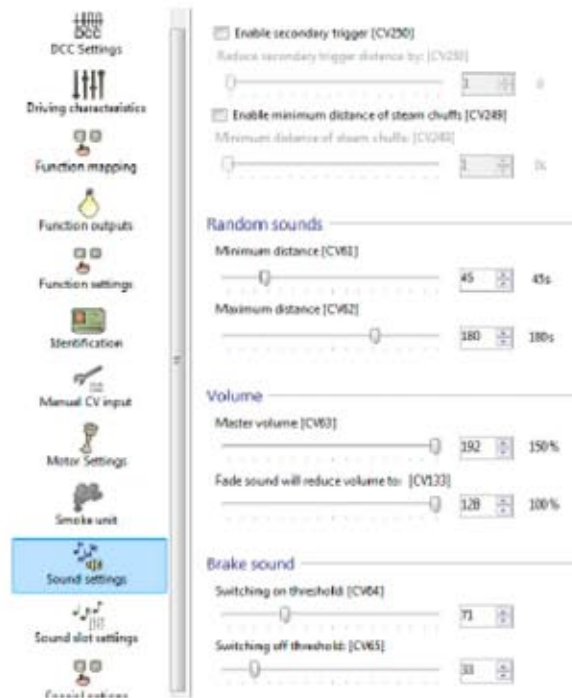 DCC
DCC Settings
Driving characteristics
Function mapping
Function outputs
Function settings
Identification
Manual CV input
Motor Settings
Smoke unit
Sound settings
Sound slot settings
Enable secondary trigger [CV250]
Reduce secondary trigger distance by: [CV250]
1
Enable minimum distance of steam chuffs [CV249]
Minimum distance of steam chuffs: [CV249]
1
Random sounds
Minimum distance [CV61]
45 45s
Maximum distance [CV62]
180 180s
Volume
Master volume [CV63]
192 150%
Fade sound will reduce volume to: [CV133]
128 100%
Brake sound
Switching on threshold: [CV64]
71
Switching off threshold: [CV65]
33